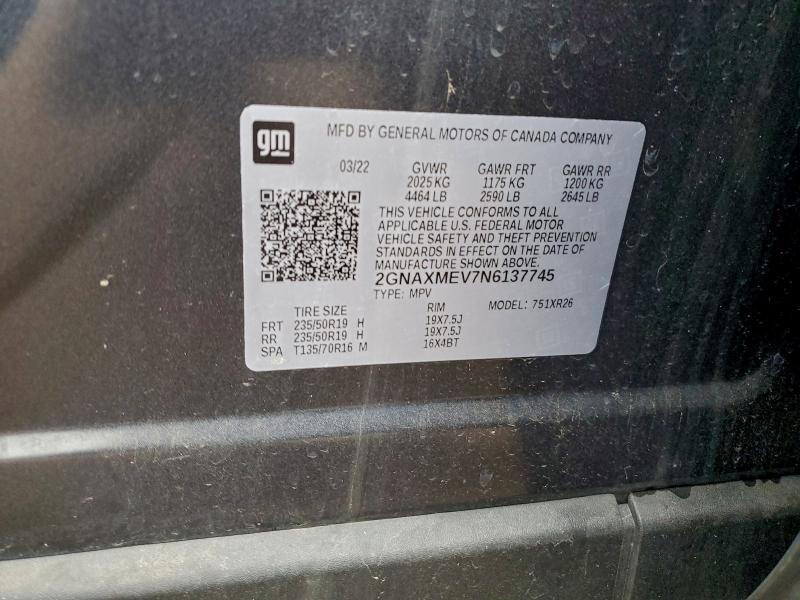 gm
MFD BY GENERAL MOTORS OF CANADA COMPANY
03/22 GVWR GAWR FRT GAWR RR
2025 KG 1175 KG 1200 KG
4464 LB 2590 LB 2645 LB
THIS VEHICLE CONFORMS TO ALL
APPLICABLE U.S. FEDERAL MOTOR
VEHICLE SAFETY AND THEFT PREVENTION
STANDARDS IN EFFECT ON THE DATE OF
MANUFACTURE SHOWN ABOVE.
2GNAXMEV7N6137745
TYPE: MPV MODEL: 751XR26
TIRE SIZE RIM
FRT 235/50R19 H 19X7.5J
RR 235/50R19 H 19X7.5J
SPA T135/70R16 M 16X4BT